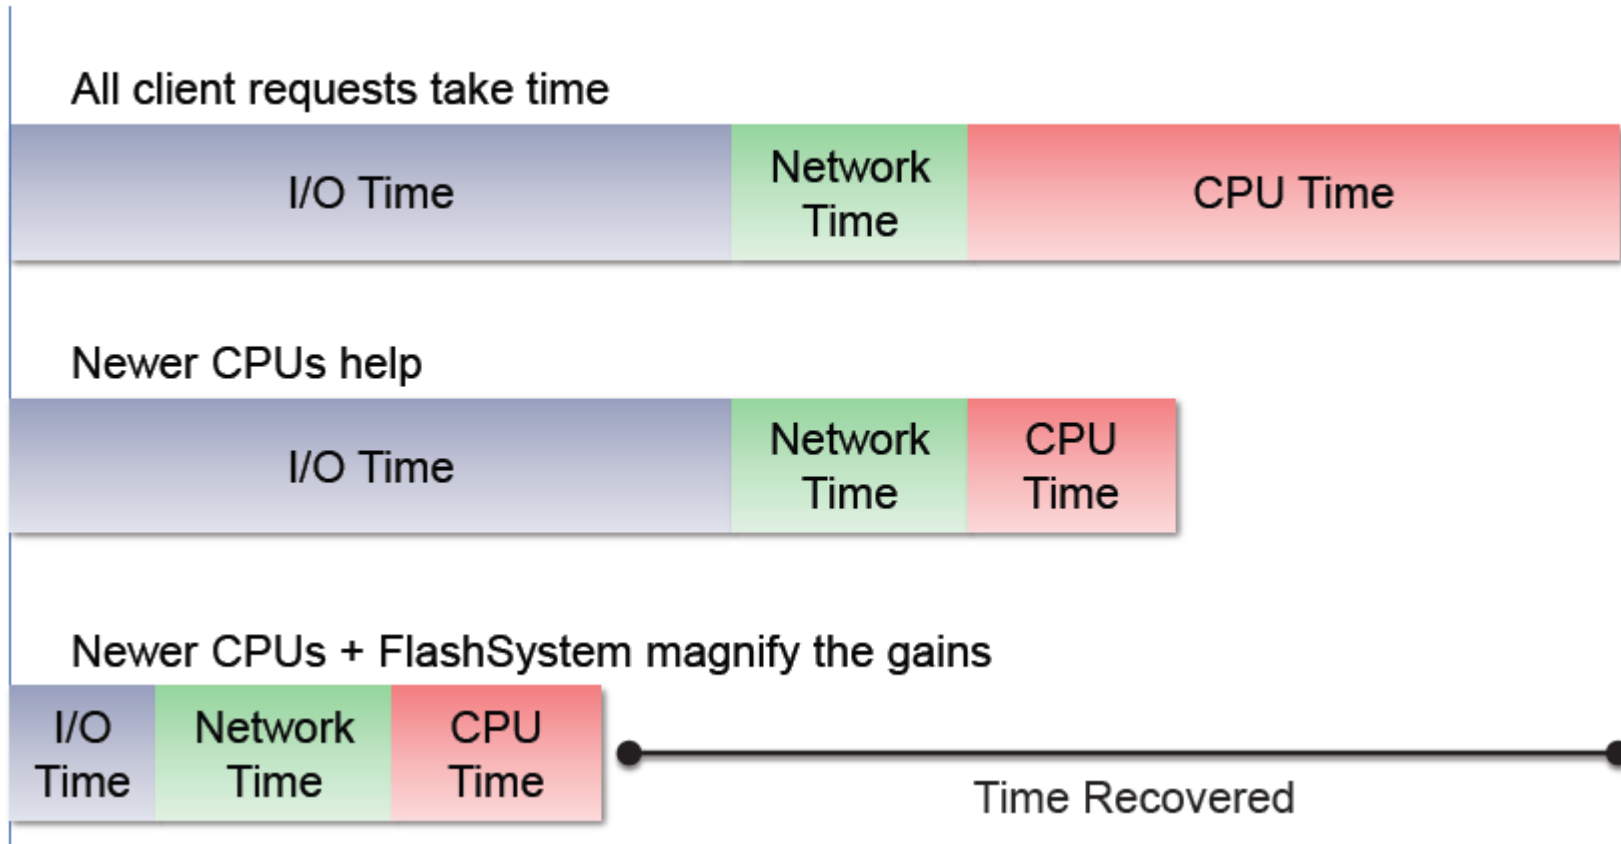 All client requests take time
I/O Time
Network
Time
CPU Time
Newer CPUs help
I/O Time
Network
Time
CPU
Time
Newer CPUs + FlashSystem magnify the gains
I/O
Time
Network
Time
CPU
Time
Time Recovered